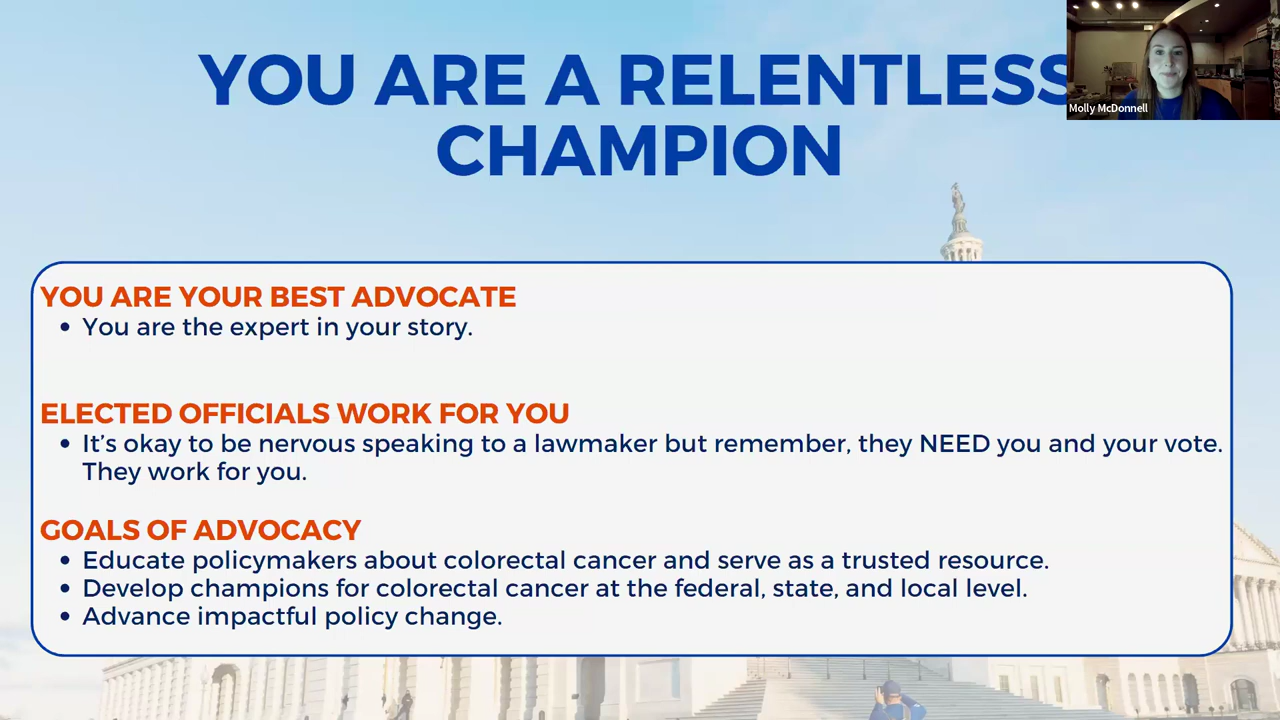 YOU ARE A RELENTLESS
CHAMPION
Molly McDonnell
YOU ARE YOUR BEST ADVOCATE
• You are the expert in your story.
ELECTED OFFICIALS WORK FOR YOU
• It’s okay to be nervous speaking to a lawmaker but remember, they NEED you and your vote.
They work for you.
GOALS OF ADVOCACY
• Educate policymakers about colorectal cancer and serve as a trusted resource.
• Develop champions for colorectal cancer at the federal, state, and local level.
• Advance impactful policy change.